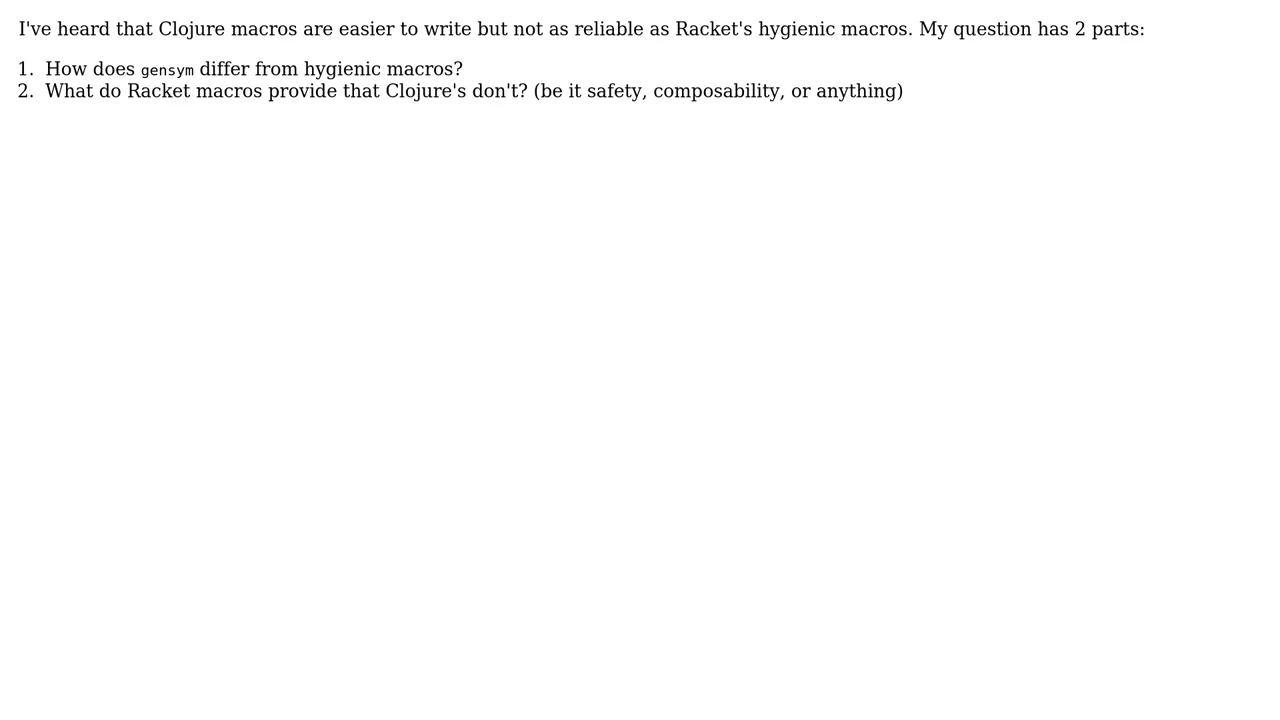 I've heard that Clojure macros are easier to write but not as reliable as Racket's hygienic macros. My question has 2 parts:
1. How does gensym differ from hygienic macros?
2. What do Racket macros provide that Clojure's don't? (be it safety, composability, or anything)